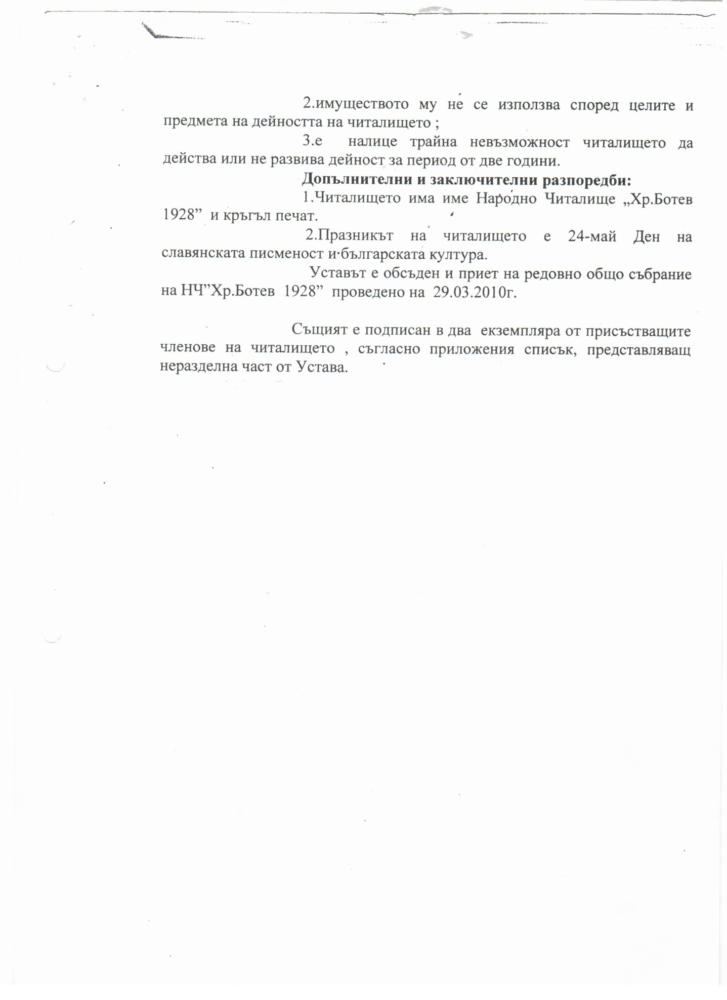 2.имуществото му не се използва според целите и
предмета на дейността на читалището ;
3.е налице трайна невъзможност читалището да
действа или не развива дейност за период от две години.
Допълнителни и заключителни разпоредби:
1.Читалището има име Народно Читалище „Хр.Ботев
1928” и кръгъл печат.
2.Празникът на читалището е 24-май Ден на
славянската писменост и българската култура.
Уставът е обсъден и приет на редовно общо събрание
на НЧ”Хр.Ботев 1928” проведено на 29.03.2010г.
Същият е подписан в два екземпляра от присъстващите
членове на читалището , съгласно приложения списък, представляващ
неразделна част от Устава.